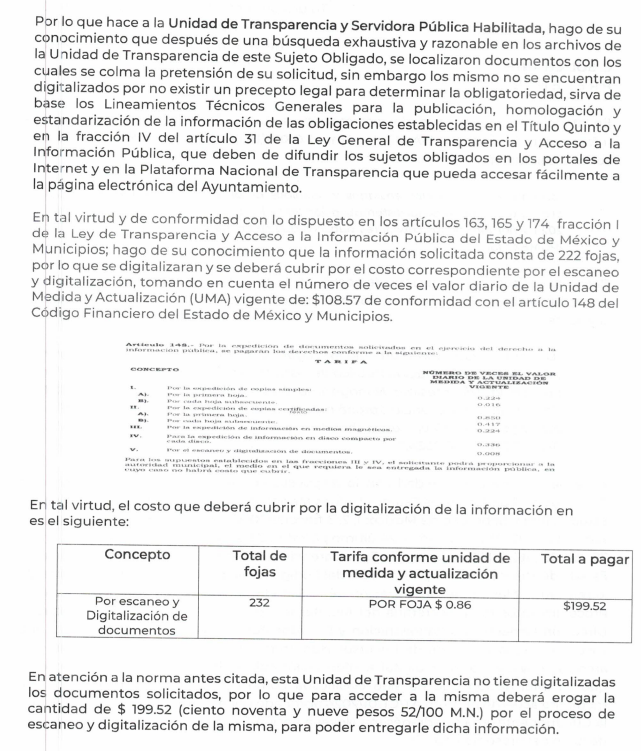 Por lo que hace a la Unidad de Transparencia y Servidora Pública Habilitada, hago de su
conocimiento que después de una búsqueda exhaustiva y razonable en los archivos de
la Unidad de Transparencia de este Sujeto Obligado, se localizaron documentos con los
cuales se colma la pretensión de su solicitud, sin embargo los mismo no se encuentran
digitalizados por no existir un precepto legal para determinar la obligatoriedad, sirva de
base los Lineamientos Técnicos Generales para la publicación, homologación y
estandarización de la información de las obligaciones establecidas en el Título Quinto y
en la fracción IV del artículo 31 de la Ley General de Transparencia y Acceso a la
Información Pública, que deben de difundir los sujetos obligados en los portales de
Internet y en la Plataforma Nacional de Transparencia que pueda accesar fácilmente a
la página electrónica del Ayuntamiento.
En tal virtud y de conformidad con lo dispuesto en los artículos 163, 165 y 174 fracción I
de la Ley de Transparencia y Acceso a la Información Pública del Estado de México y
Municipios; hago de su conocimiento que la información solicitada consta de 222 fojas,
por lo que se digitalizaran y se deberá cubrir por el costo correspondiente por el escaneo
y digitalización, tomando en cuenta el número de veces el valor diario de la Unidad de
Medida y Actualización (UMA) vigente de: $108.57 de conformidad con el artículo 148 del
Código Financiero del Estado de México y Municipios.
Artículo 148.- Por la expedición de documentos solicitados en el ejercicio del derecho a la
información pública, se pagarán los derechos conforme a la siguiente:
TARIFA
CONCEPTO NÚMERO DE VECES EL VALOR
DIARIO DE LA UNIDAD DE
MEDIDA Y ACTUALIZACIÓN
VIGENTE
I. Por la expedición de copias simples:
A). Por la primera hoja. 0.224
B). Por cada hoja subsecuente. 0.016
II. Por la expedición de copias certificadas:
A). Por la primera hoja. 0.850
B). Por cada hoja subsecuente. 0.417
III. Por la expedición de información en medios magnéticos. 0.224
IV. Para la expedición de información en disco compacto por
cada disco. 0.336
V. Por el escaneo y digitalización de documentos. 0.008
Para los supuestos establecidos en las fracciones III y IV, el solicitante podrá proporcionar a la
autoridad municipal, el medio en el que requiera le sea entregada la información pública, en
cuyo caso no habrá costo que cubrir.
En tal virtud, el costo que deberá cubrir por la digitalización de la información en
es el siguiente:
Concepto Total de fojas Tarifa conforme unidad de medida y actualización vigente Total a pagar
Por escaneo y Digitalización de documentos 232 POR FOJA $ 0.86 $199.52
En atención a la norma antes citada, esta Unidad de Transparencia no tiene digitalizadas
los documentos solicitados, por lo que para acceder a la misma deberá erogar la
cantidad de $ 199.52 (ciento noventa y nueve pesos 52/100 M.N.) por el proceso de
escaneo y digitalización de la misma, para poder entregarle dicha información.